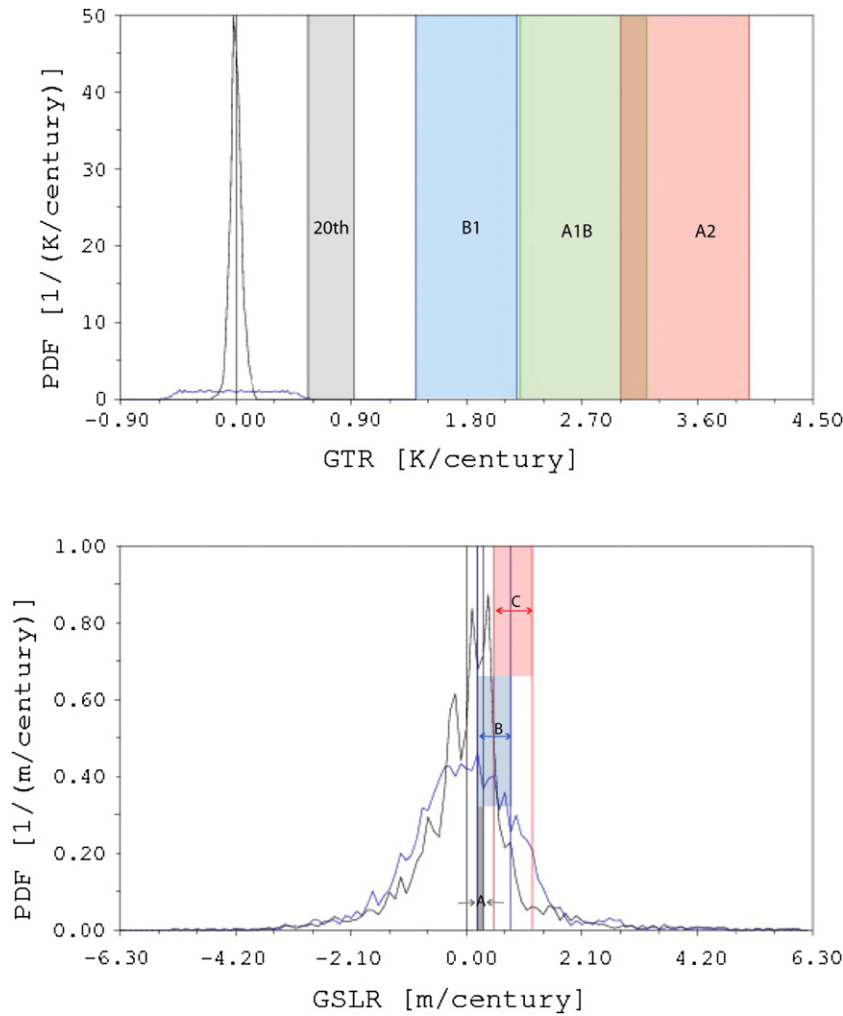 50
40
30
20
10
0
PDF [1/(K/century)]
20th
B1
A1B
A2
-0.90 0.00 0.90 1.80 2.70 3.60 4.50
GTR [K/century]
1.00
0.80
0.60
0.40
0.20
0.00
PDF [1/(m/century)]
C
B
A
-6.30 -4.20 -2.10 0.00 2.10 4.20 6.30
GSLR [m/century]